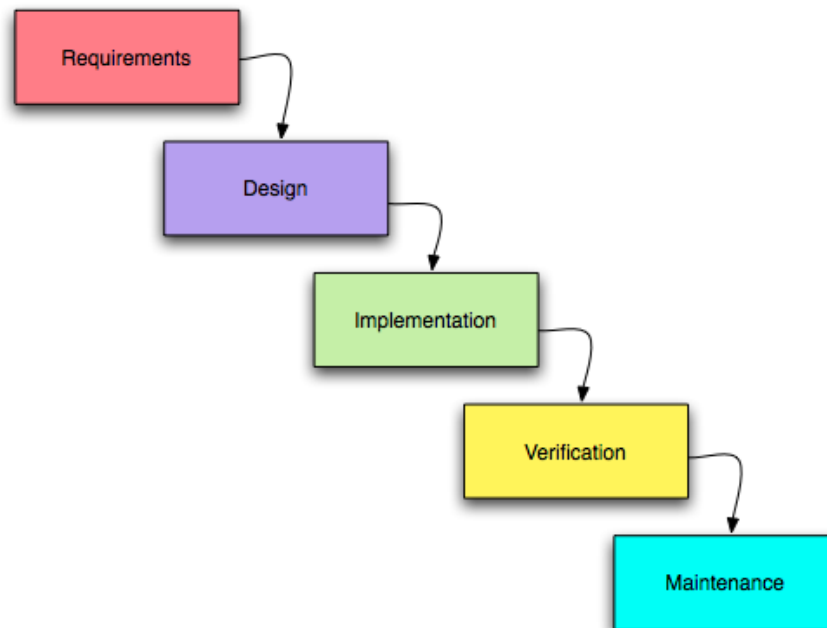 Requirements
Design
Implementation
Verification
Maintenance